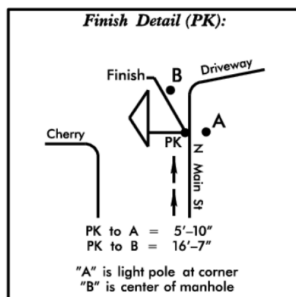 Finish Detail (PK):
Finish
B
Driveway
A
Cherry
PK
N Main St
PK to A = 5'-10"
PK to B = 16'-7"
"A" is light pole at corner
"B" is center of manhole